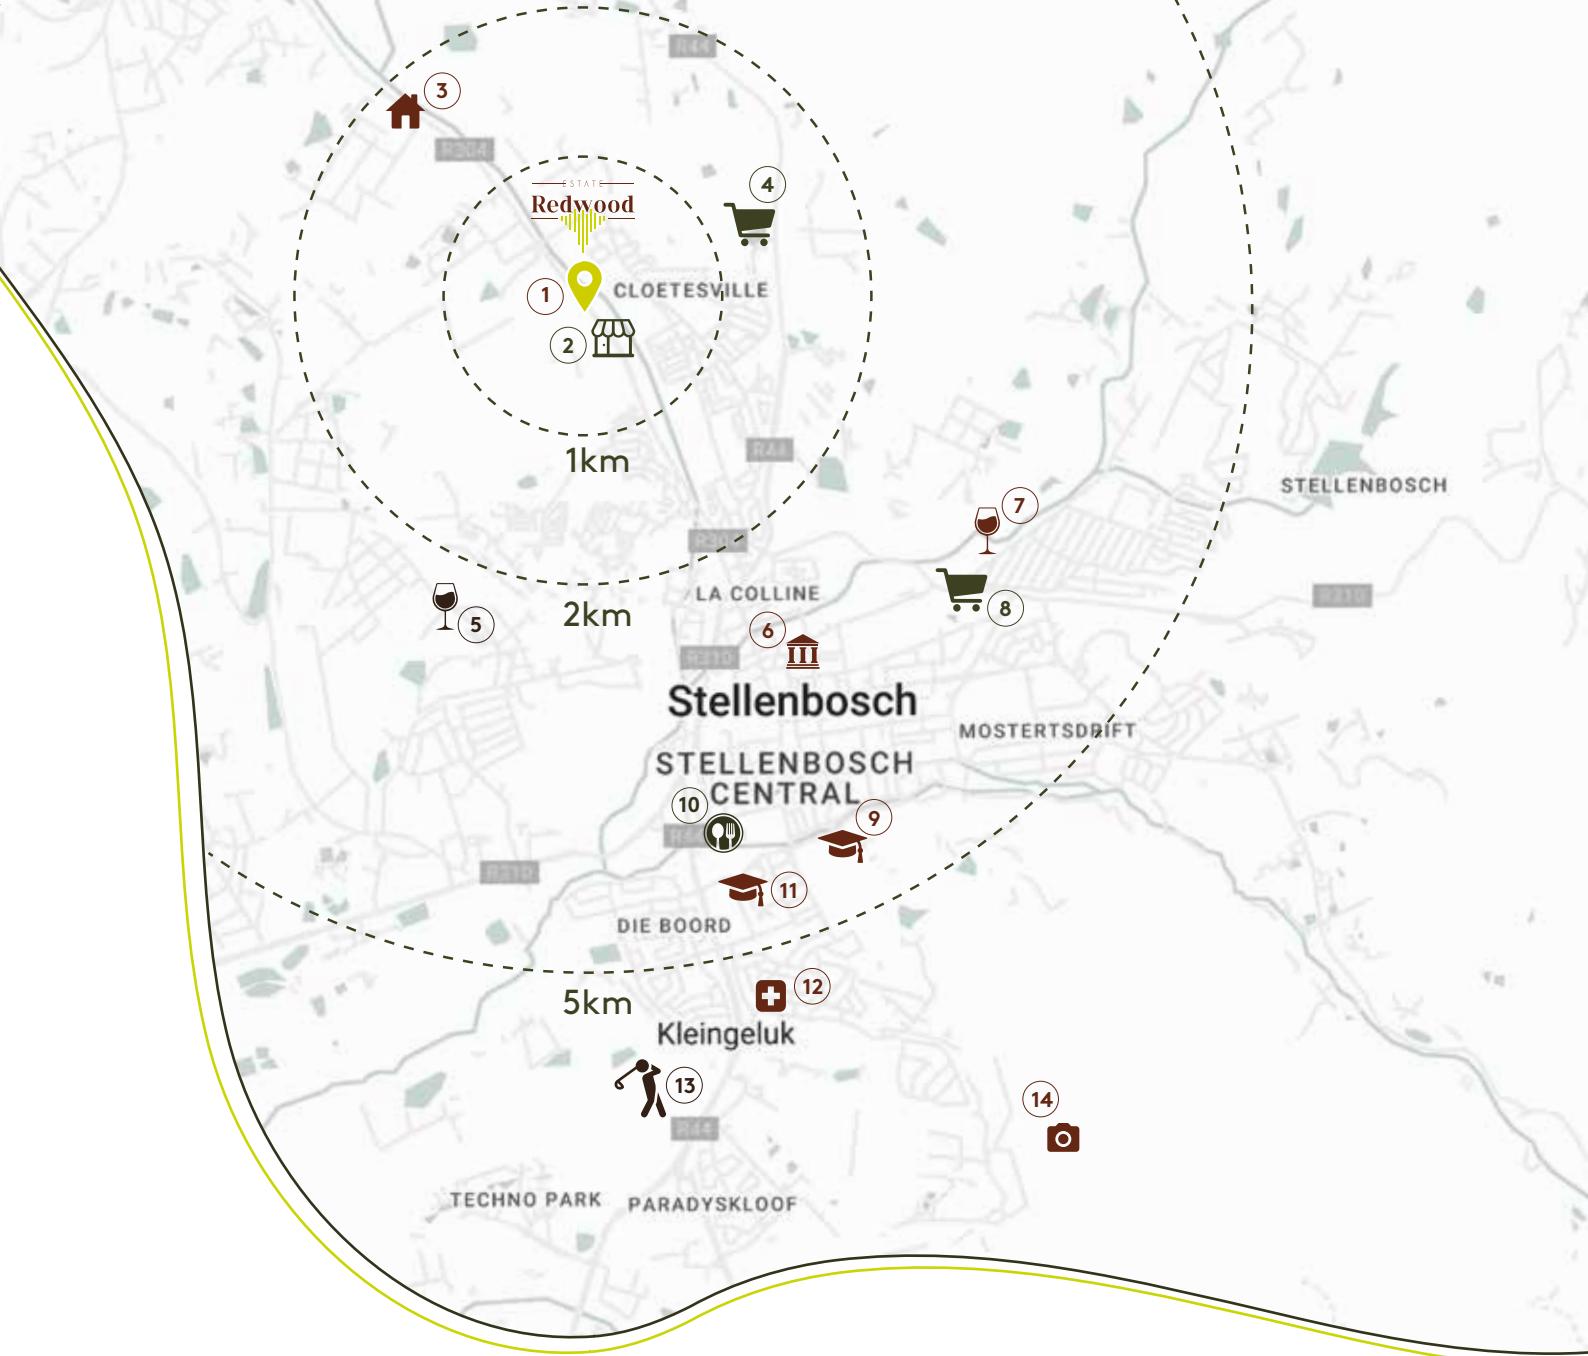 R44
3
R304
4
ESTATE
Redwood
1
CLOETESVILLE
2
1km
R44
STELLENBOSCH
7
R304
LA COLLINE
2km
5
8
R310
6
R310
Stellenbosch
MOSTERTSDRIFT
STELLENBOSCH
CENTRAL
10
9
R44
R310
11
DIE BOORD
12
5km
Kleingeluk
13
14
R44
TECHNO PARK
PARADYSKLOOF